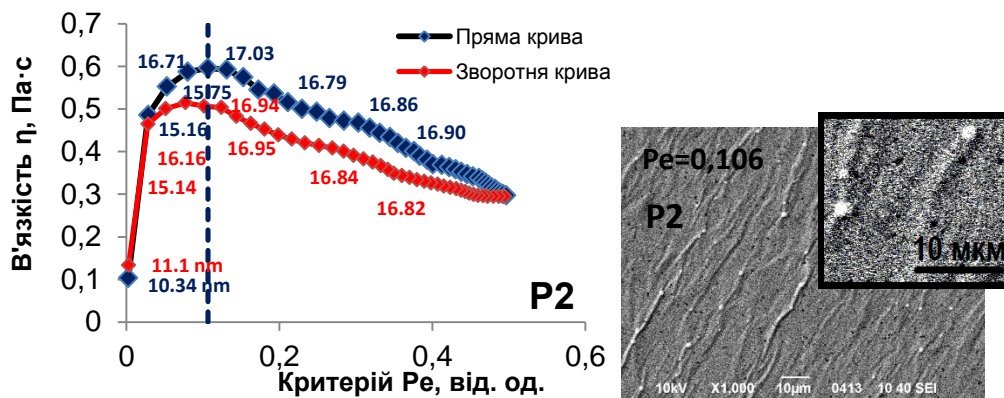 0,7
0,6
0,5
0,4
0,3
0,2
0,1
0
0
0,2
0,4
0,6
В'язкість η, Па·с
Критерій Ре, від. од.
Пряма крива
Зворотня крива
16.71
17.03
16.79
16.86
16.90
15.75
15.16
16.94
16.16
16.95
15.14
16.84
16.82
11.1 nm
10.34 nm
P2
Pe=0,106
P2
10 мкм
10kV X1,000 10µm 0413 10 40 SEI